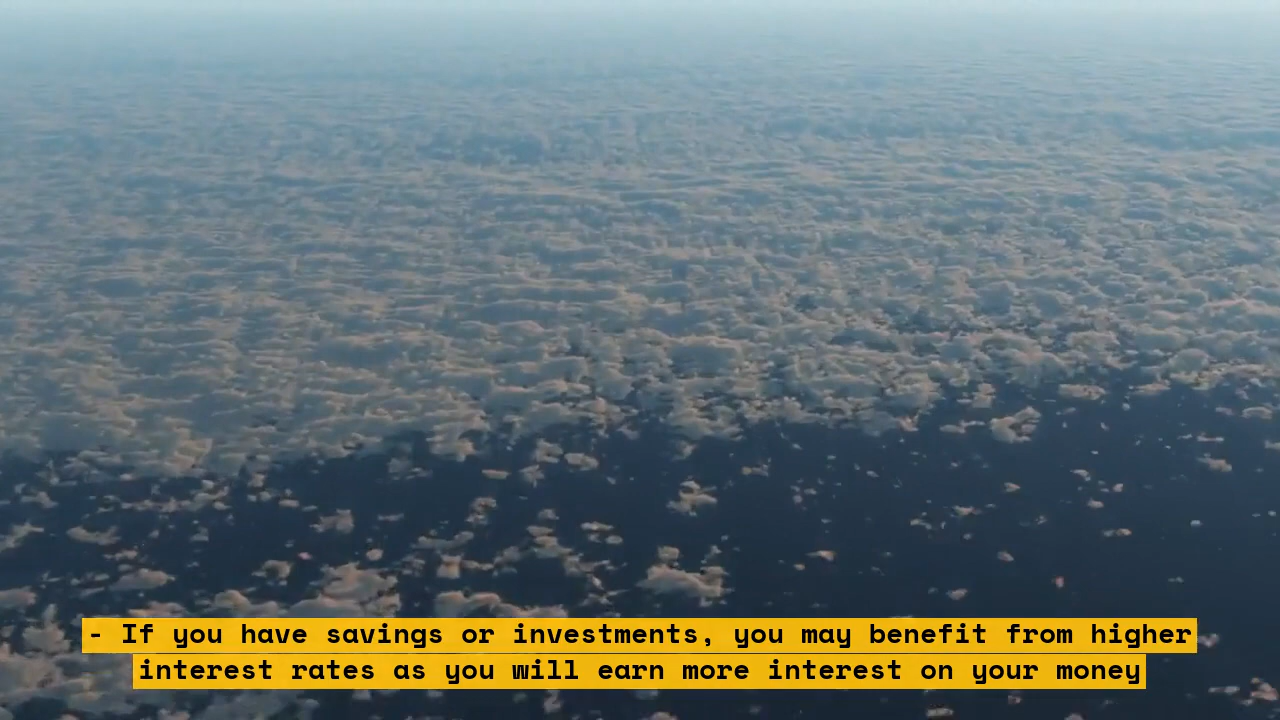 - If you have savings or investments, you may benefit from higher
interest rates as you will earn more interest on your money